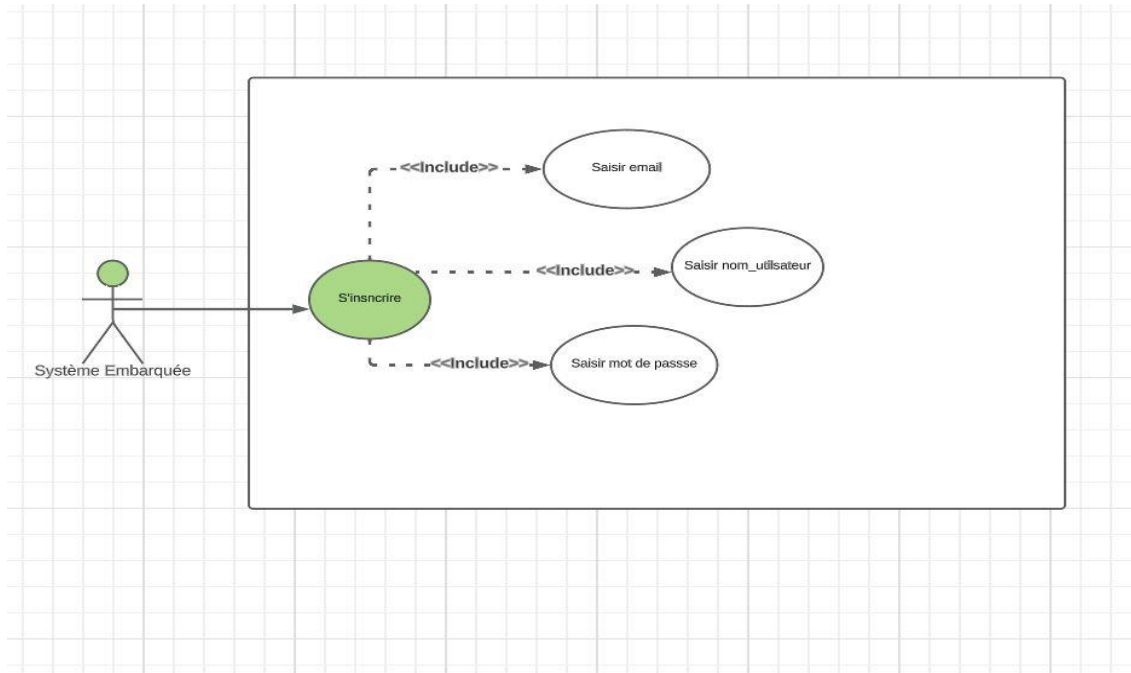 <<Include>>
Saisir email
<<Include>>
Saisir nom_utilsateur
S'insncrire
<<Include>>
Saisir mot de passse
Système Embarquée